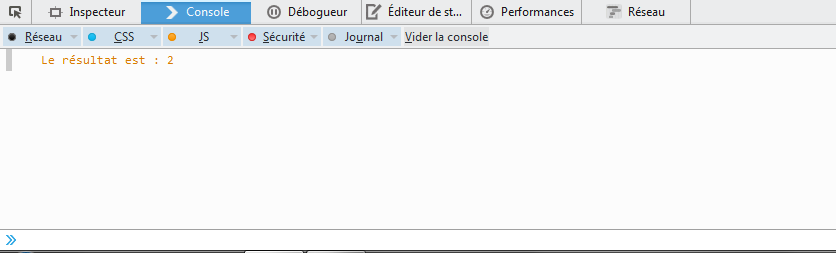 Inspecteur Console Débogueur Éditeur de st... Performances Réseau
Réseau CSS JS Sécurité Journal Vider la console
Le résultat est : 2